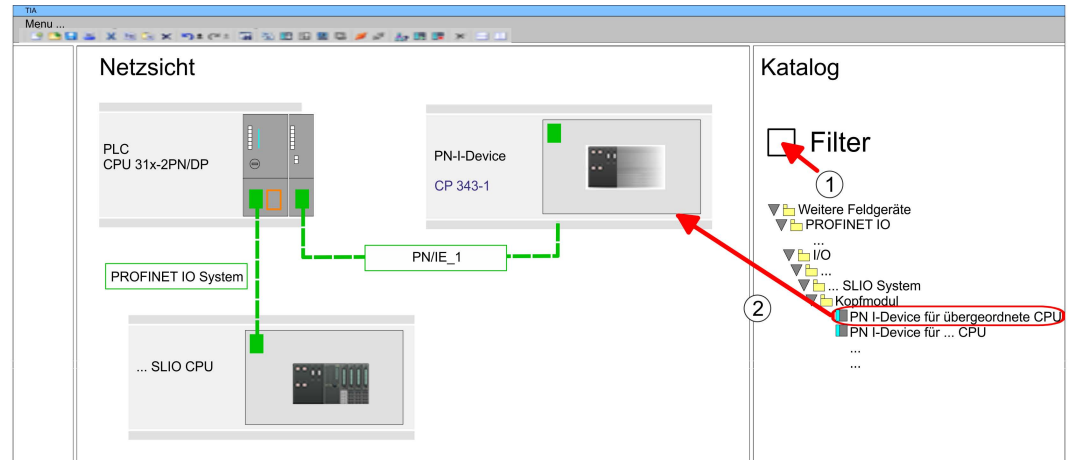 TIA
Menu ...
Netzsicht
PLC
CPU 31x-2PN/DP
PN-I-Device
CP 343-1
PN/IE_1
PROFINET IO System
... SLIO CPU
Katalog
Filter
1
Weitere Feldgeräte
PROFINET IO
...
I/O
...
... SLIO System
Kopfmodul
2
PN I-Device für übergeordnete CPU
PN I-Device für ... CPU
...
...